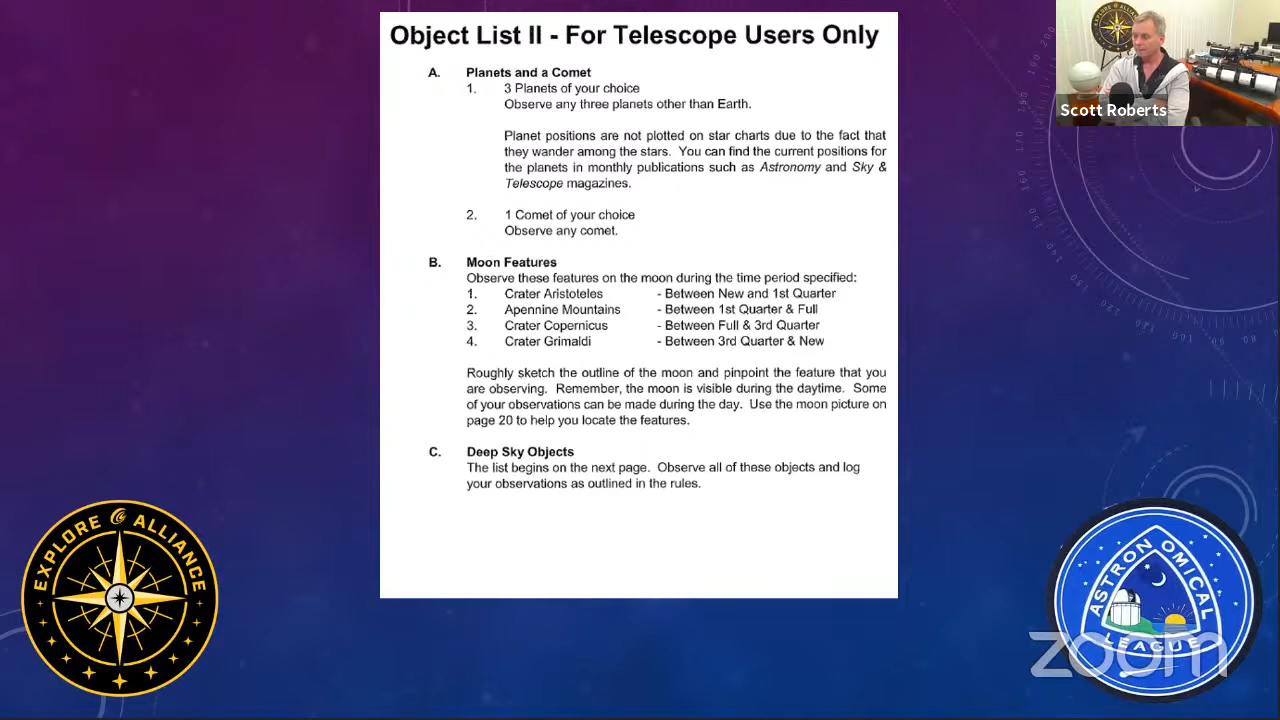 Object List II - For Telescope Users Only
A. Planets and a Comet
1. 3 Planets of your choice
Observe any three planets other than Earth.
Planet positions are not plotted on star charts due to the fact that
they wander among the stars. You can find the current positions for
the planets in monthly publications such as Astronomy and Sky &
Telescope magazines.
2. 1 Comet of your choice
Observe any comet.
B. Moon Features
Observe these features on the moon during the time period specified:
1. Crater Aristoteles - Between New and 1st Quarter
2. Apennine Mountains - Between 1st Quarter & Full
3. Crater Copernicus - Between Full & 3rd Quarter
4. Crater Grimaldi - Between 3rd Quarter & New
Roughly sketch the outline of the moon and pinpoint the feature that you
are observing. Remember, the moon is visible during the daytime. Some
of your observations can be made during the day. Use the moon picture on
page 20 to help you locate the features.
C. Deep Sky Objects
The list begins on the next page. Observe all of these objects and log
your observations as outlined in the rules.
Scott Roberts
EXPLORE ALLIANCE
ASTRONOMICAL
LEAGUE
zoom